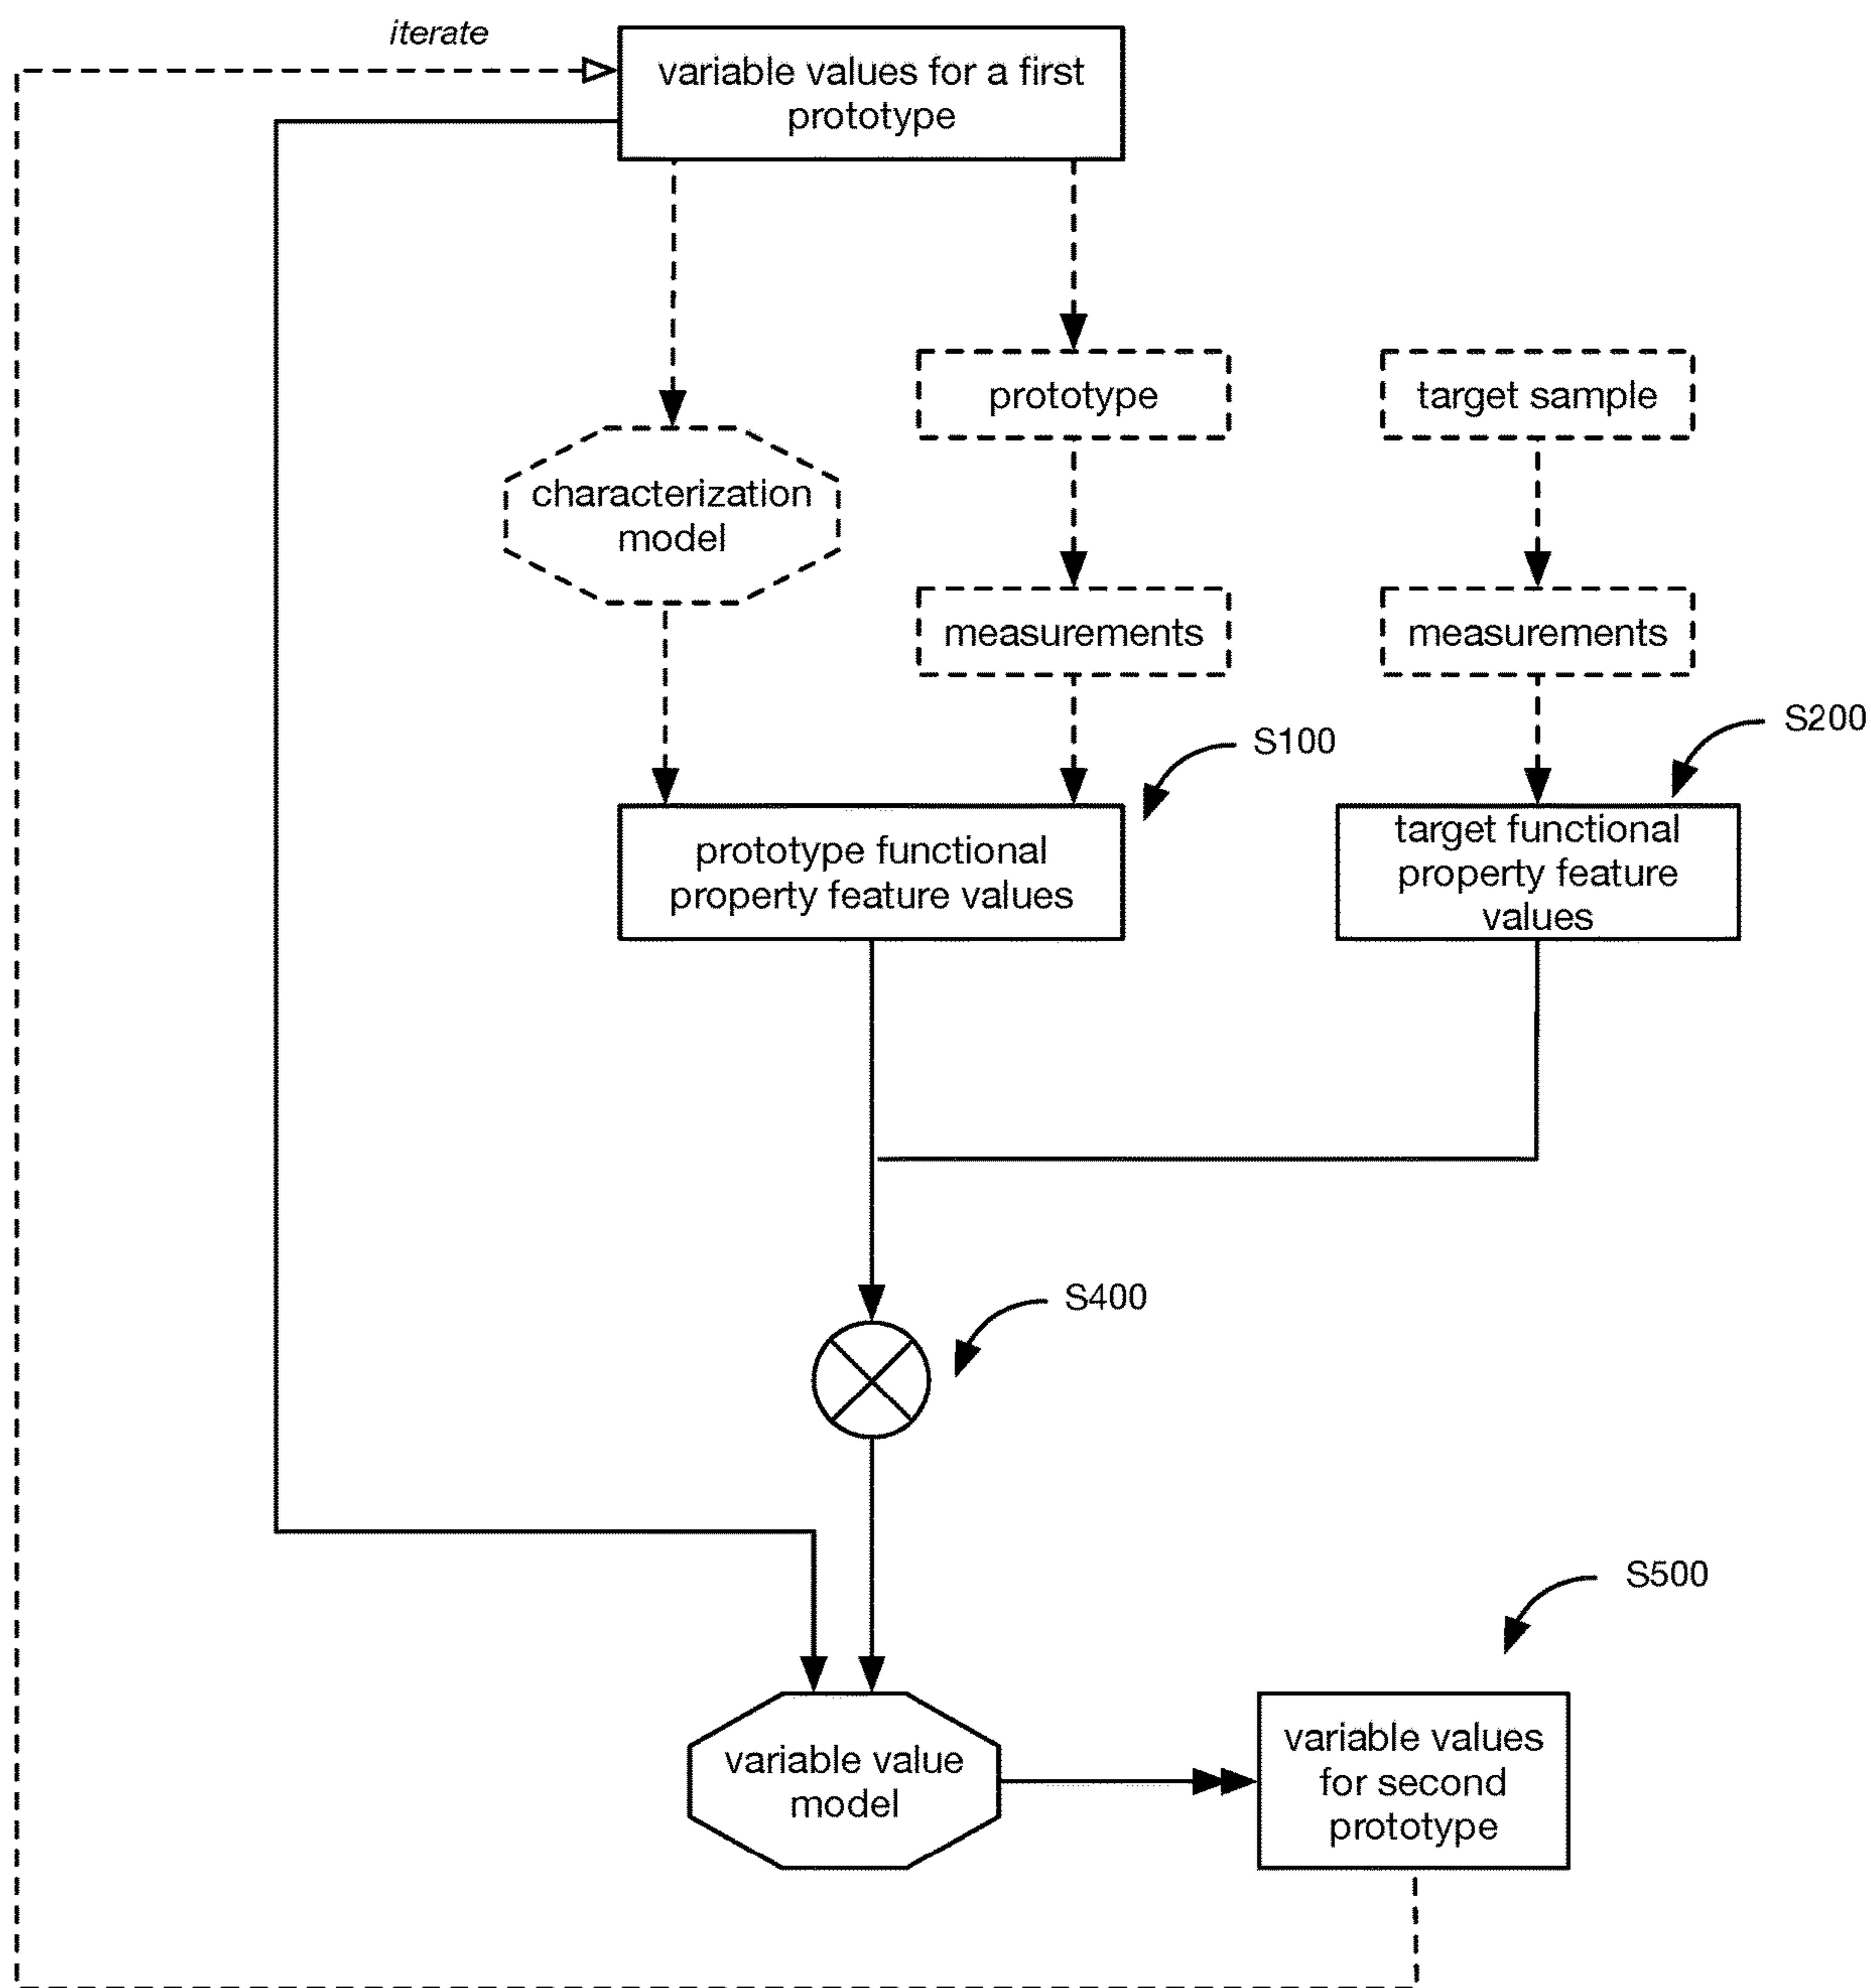 iterate
variable values for a first
prototype
prototype
target sample
characterization
model
measurements
measurements
S100
S200
prototype functional
property feature values
target functional
property feature
values
S400
S500
variable value
model
variable values
for second
prototype